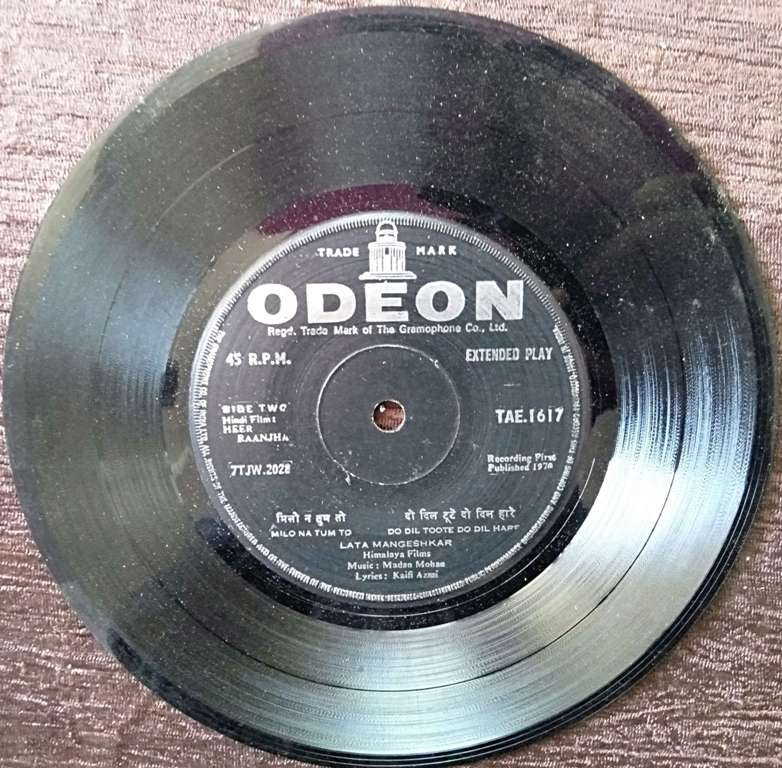 TRADE MARK
ODEON
Regd. Trade Mark of The Gramophone Co., Ltd.
45 R.P.M.
EXTENDED PLAY
SIDE TWO
Hindi Film:
HEER
RAANJHA
7TJW.2028
TAE.1617
Recording First
Published 1970
मिलो न तुम तो
MILO NA TUM TO
दो दिल टूटे दो दिल हारे
DO DIL TOOTE DO DIL HARE
LATA MANGESHKAR
Himalaya Films
Music : Madan Mohan
Lyrics : Kaifi Azmi